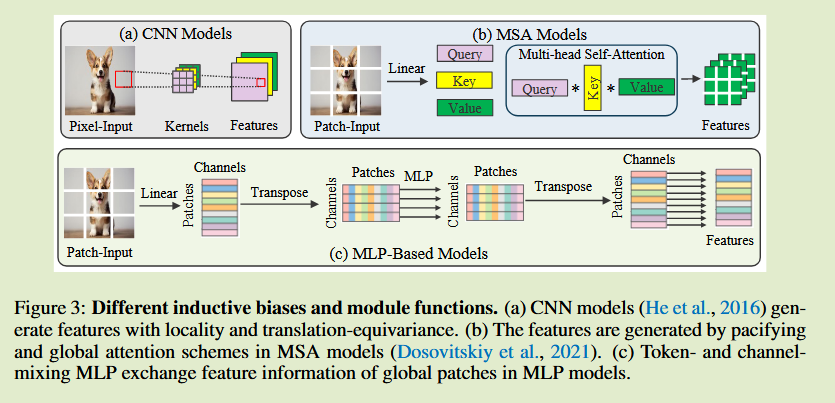 (a) CNN Models
Pixel-Input
Kernels
Features
(b) MSA Models
Patch-Input
Linear
Query
Key
Value
Multi-head Self-Attention
Query * Key * Value
Features
Patch-Input
Linear
Channels
Patches
Transpose
Patches
Channels
MLP
Patches
Channels
Transpose
Channels
Patches
Features
(c) MLP-Based Models
Figure 3: Different inductive biases and module functions. (a) CNN models (He et al., 2016) gen-
erate features with locality and translation-equivariance. (b) The features are generated by pacifying
and global attention schemes in MSA models (Dosovitskiy et al., 2021). (c) Token- and channel-
mixing MLP exchange feature information of global patches in MLP models.